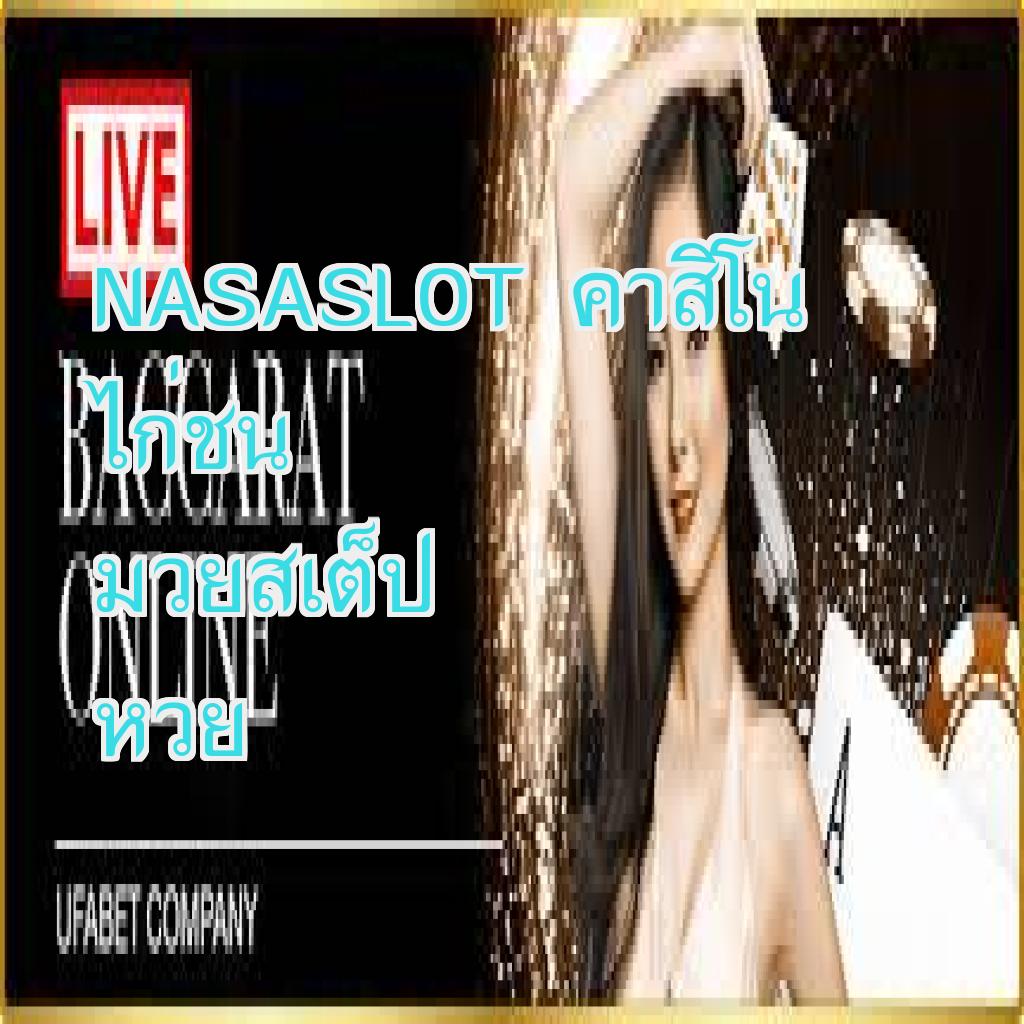 LIVE
NASASLOT คาสิโน
BACCARAT
ไก่ชน
ONLINE
มวยสเต็ป
หวย
A
UFABET COMPANY